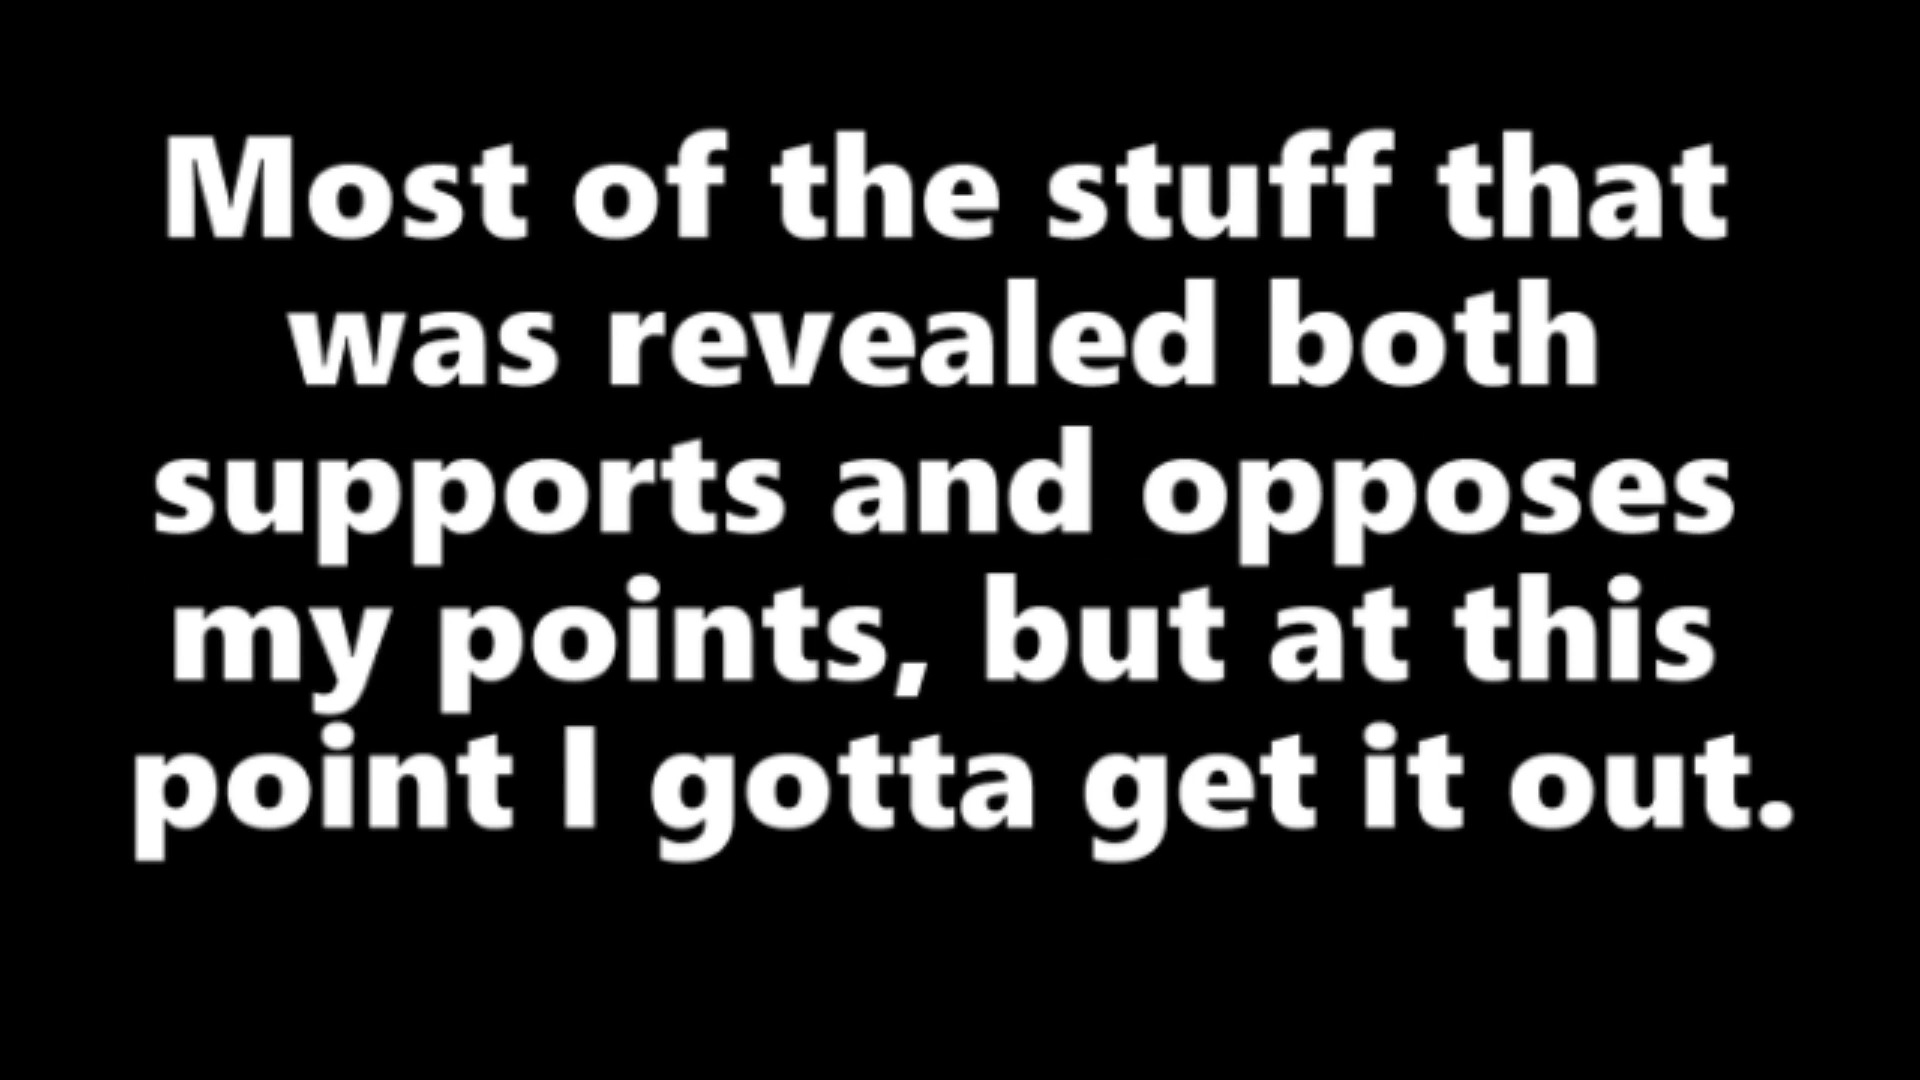 Most of the stuff that
was revealed both
supports and opposes
my points, but at this
point I gotta get it out.